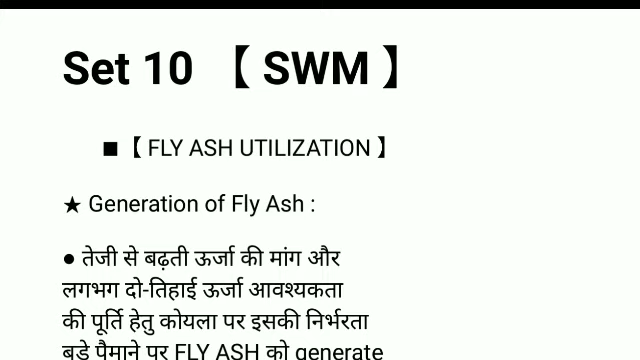 Set 10 【 SWM 】
■【 FLY ASH UTILIZATION 】
★ Generation of Fly Ash :
● तेजी से बढ़ती ऊर्जा की मांग और
लगभग दो-तिहाई ऊर्जा आवश्यकता
की पूर्ति हेतु कोयला पर इसकी निर्भरता
बड़े पैमाने पर FLY ASH को generate